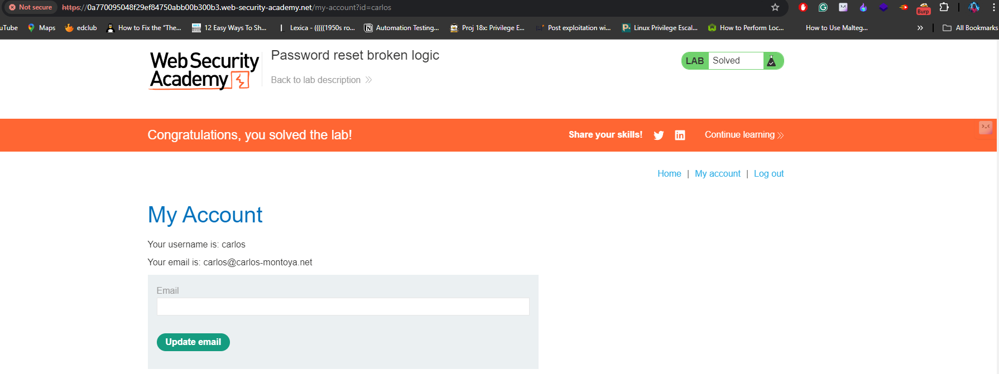 Not secure https://0a770095048f29ef84750abb00b300b3.web-security-academy.net/my-account?id=carlos
Burp
uTube Maps edclub How to Fix the "The... 12 Easy Ways To Sh... Lexica - (((((1950s ro... Automation Testing... Proj 18x: Privilege E... Post exploitation wi... Linux Privilege Escal... How to Perform Loc... How to Use Malteg... » All Bookmarks
Web Security
Academy
Password reset broken logic
Back to lab description
LAB Solved
Congratulations, you solved the lab!
Share your skills! Continue learning
Home | My account | Log out
My Account
Your username is: carlos
Your email is: carlos@carlos-montoya.net
Email
Update email